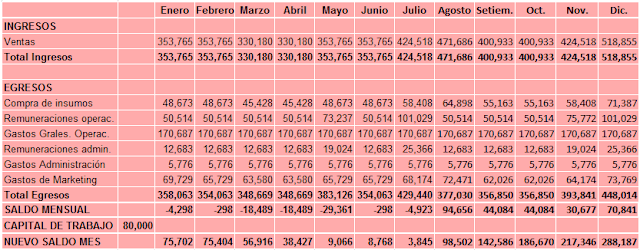 Enero Febrero Marzo Abril Mayo Junio Julio Agosto Setiem. Oct. Nov. Dic.
INGRESOS
Ventas 353,765 353,765 330,180 330,180 353,765 353,765 424,518 471,686 400,933 400,933 424,518 518,855
Total Ingresos 353,765 353,765 330,180 330,180 353,765 353,765 424,518 471,686 400,933 400,933 424,518 518,855
EGRESOS
Compra de insumos 48,673 48,673 45,428 45,428 48,673 48,673 58,408 64,898 55,163 55,163 58,408 71,387
Remuneraciones operac. 50,514 50,514 50,514 50,514 73,237 50,514 101,029 50,514 50,514 50,514 75,772 101,029
Gastos Grales. Operac. 170,687 170,687 170,687 170,687 170,687 170,687 170,687 170,687 170,687 170,687 170,687 170,687
Remuneraciones admin. 12,683 12,683 12,683 12,683 19,024 12,683 25,366 12,683 12,683 12,683 19,024 25,366
Gastos Administración 5,776 5,776 5,776 5,776 5,776 5,776 5,776 5,776 5,776 5,776 5,776 5,776
Gastos de Marketing 69,729 65,729 63,580 63,580 65,729 65,729 68,174 72,471 62,026 62,026 64,174 73,769
Total Egresos 358,063 354,063 348,669 348,669 383,126 354,063 429,440 377,030 356,850 356,850 393,841 448,014
SALDO MENSUAL -4,298 -298 -18,489 -18,489 -29,361 -298 -4,923 94,656 44,084 44,084 30,677 70,841
CAPITAL DE TRABAJO 80,000
NUEVO SALDO MES 75,702 75,404 56,916 38,427 9,066 8,768 3,845 98,502 142,586 186,670 217,346 288,187